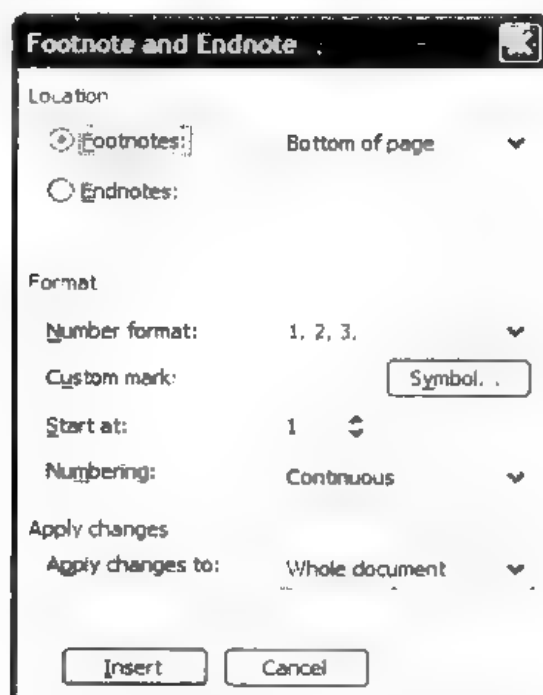 Footnote and Endnote
Location
Footnotes: Bottom of page
Endnotes:
Format
Number format: 1, 2, 3,
Custom mark: Symbol. .
Start at: 1
Numbering: Continuous
Apply changes
Apply changes to: Whole document
Insert Cancel